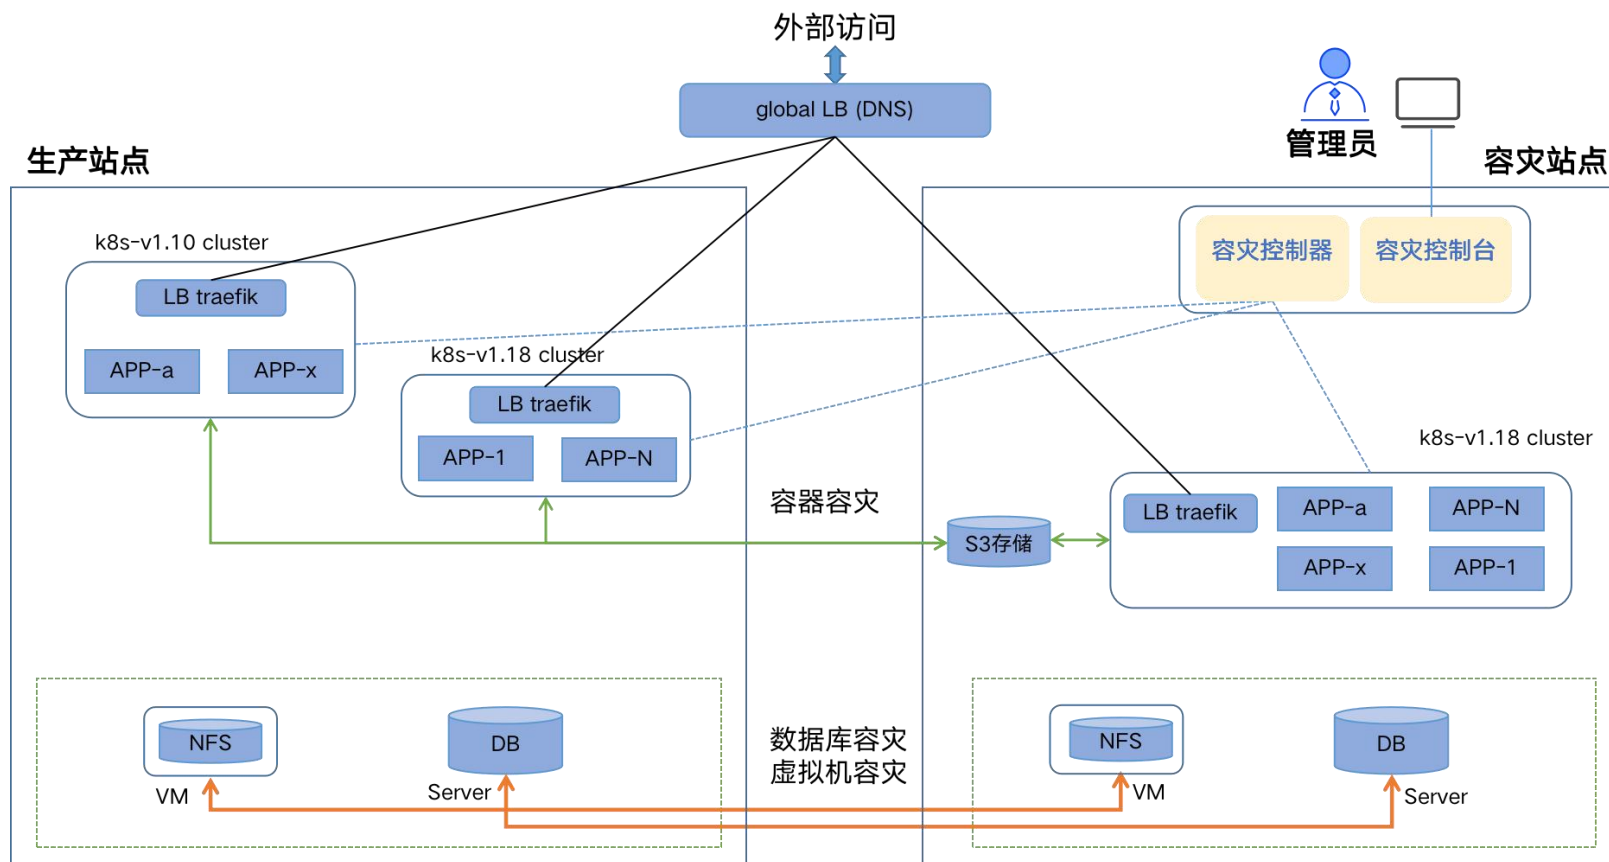 外部访问
global LB (DNS)
管理员
生产站点
容灾站点
k8s-v1.10 cluster
LB traefik
APP-a
APP-x
k8s-v1.18 cluster
LB traefik
APP-1
APP-N
容灾控制器
容灾控制台
k8s-v1.18 cluster
LB traefik
APP-a
APP-N
APP-x
APP-1
容器容灾
S3存储
NFS
VM
DB
Server
数据库容灾
虚拟机容灾
NFS
VM
DB
Server